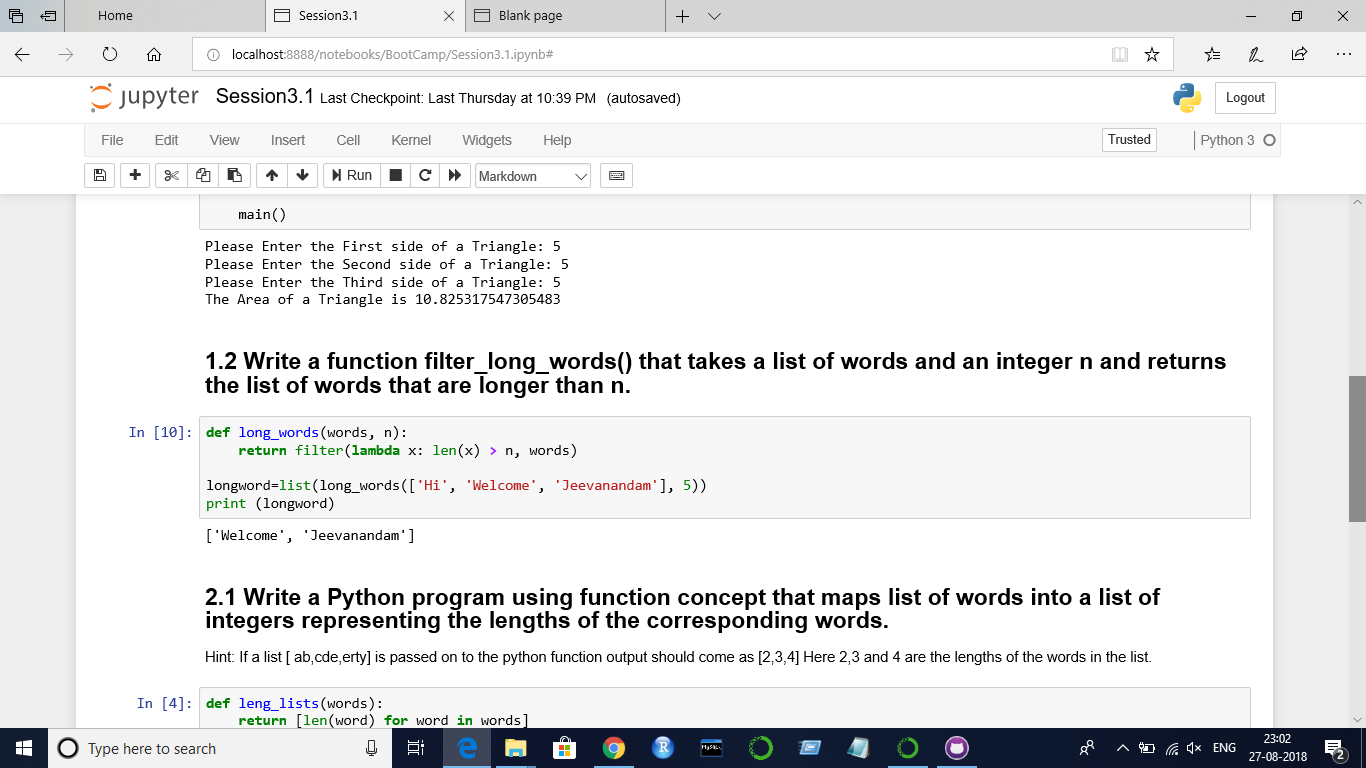 Home
Session3.1
Blank page
localhost:8888/notebooks/BootCamp/Session3.1.ipynb#
jupyter Session3.1 Last Checkpoint: Last Thursday at 10:39 PM (autosaved)
Logout
File Edit View Insert Cell Kernel Widgets Help
Trusted
Python 3
Run
Markdown
main()
Please Enter the First side of a Triangle: 5
Please Enter the Second side of a Triangle: 5
Please Enter the Third side of a Triangle: 5
The Area of a Triangle is 10.825317547305483
1.2 Write a function filter_long_words() that takes a list of words and an integer n and returns
the list of words that are longer than n.
In [10]:
def long_words(words, n):
    return filter(lambda x: len(x) > n, words)
longword=list(long_words(['Hi', 'Welcome', 'Jeevanandam'], 5))
print (longword)
['Welcome', 'Jeevanandam']
2.1 Write a Python program using function concept that maps list of words into a list of
integers representing the lengths of the corresponding words.
Hint: If a list [ ab,cde,erty] is passed on to the python function output should come as [2,3,4] Here 2,3 and 4 are the lengths of the words in the list.
In [4]:
def leng_lists(words):
    return [len(word) for word in words]
Type here to search
R
MySQL
ENG
23:02
27-08-2018
2